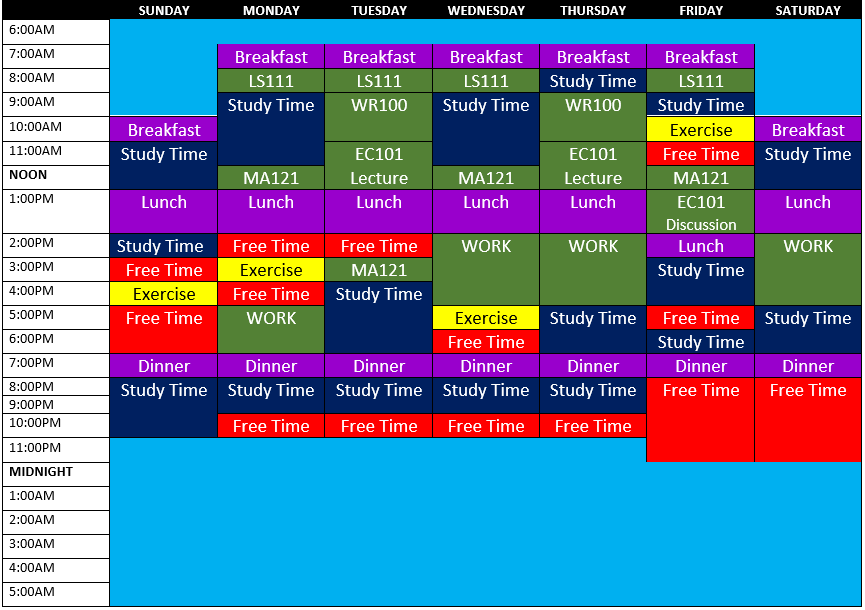 SUNDAY MONDAY TUESDAY WEDNESDAY THURSDAY FRIDAY SATURDAY
6:00AM
7:00AM Breakfast Breakfast Breakfast Breakfast Breakfast
8:00AM LS111 LS111 LS111 Study Time LS111
9:00AM Study Time WR100 Study Time WR100 Study Time
10:00AM Breakfast Exercise Breakfast
11:00AM Study Time EC101 EC101 Free Time Study Time
NOON MA121 Lecture MA121 Lecture MA121
1:00PM Lunch Lunch Lunch Lunch Lunch EC101 Lunch
Discussion
2:00PM Study Time Free Time Free Time WORK WORK Lunch WORK
3:00PM Free Time Exercise MA121 Study Time
4:00PM Exercise Free Time Study Time
5:00PM Free Time WORK Exercise Study Time Free Time Study Time
6:00PM Free Time Study Time
7:00PM Dinner Dinner Dinner Dinner Dinner Dinner Dinner
8:00PM Study Time Study Time Study Time Study Time Study Time Free Time Free Time
9:00PM
10:00PM Free Time Free Time Free Time Free Time
11:00PM
MIDNIGHT
1:00AM
2:00AM
3:00AM
4:00AM
5:00AM